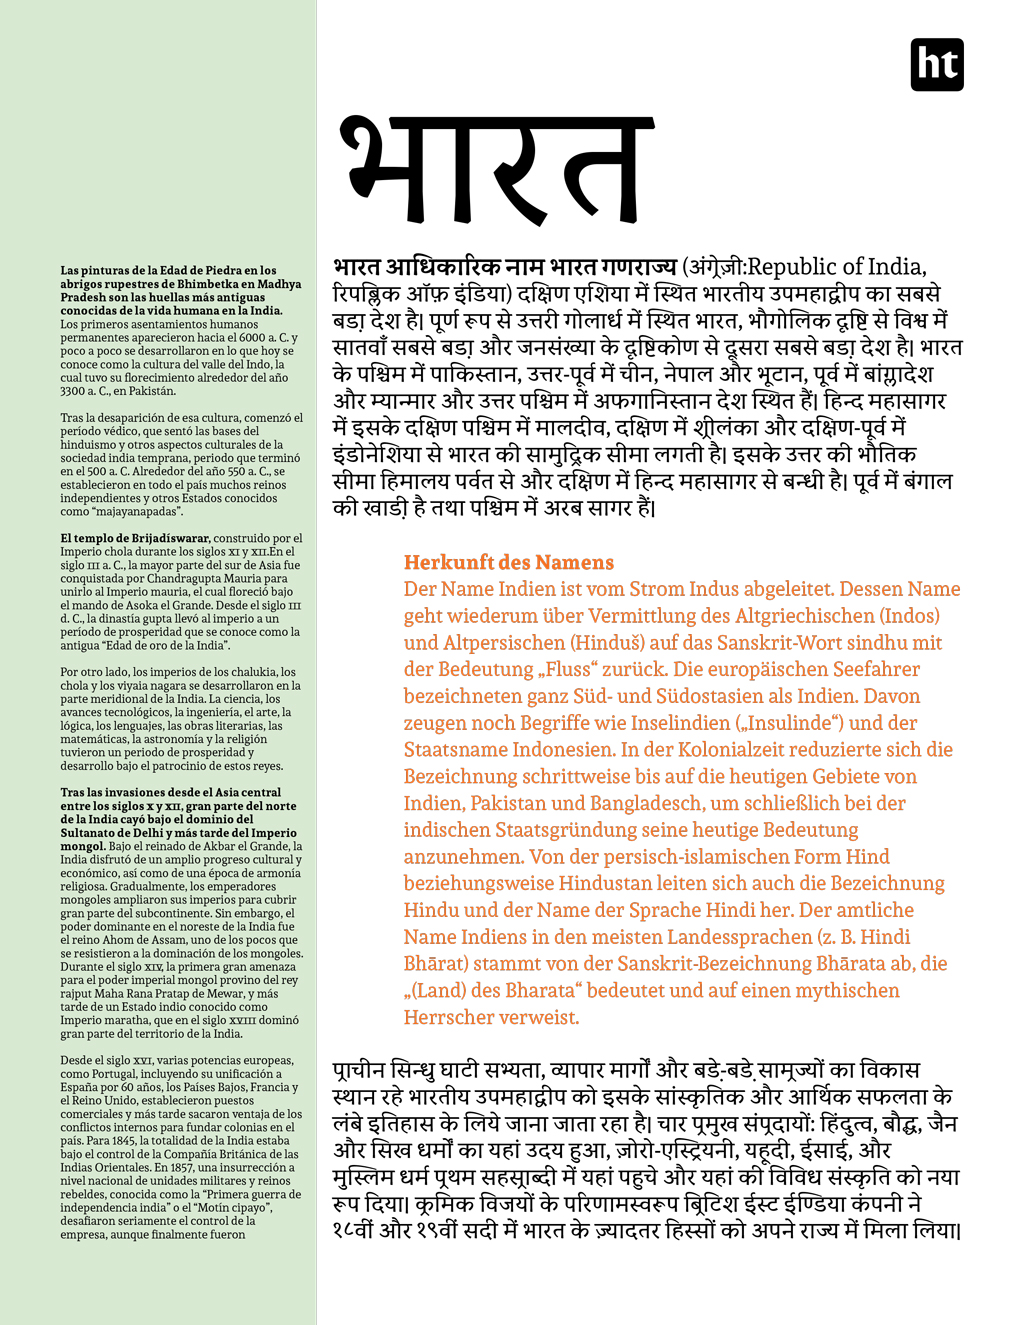 ht
भारत
Las pinturas de la Edad de Piedra en los
abrigos rupestres de Bhimbetka en Madhya
Pradesh son las huellas más antiguas
conocidas de la vida humana en la India.
Los primeros asentamientos humanos
permanentes aparecieron hacia el 6000 a. C. y
poco a poco se desarrollaron en lo que hoy se
conoce como la cultura del valle del Indo, la
cual tuvo su florecimiento alrededor del año
3300 a. C., en Pakistán.
Tras la desaparición de esa cultura, comenzó el
período védico, que sentó las bases del
hinduismo y otros aspectos culturales de la
sociedad india temprana, periodo que terminó
en el 500 a. C. Alrededor del año 550 a. C., se
establecieron en todo el país muchos reinos
independientes y otros Estados conocidos
como “majayanapadas”.
El templo de Brijadíswarar, construido por el
Imperio chola durante los siglos XI y XII.En el
siglo III a. C., la mayor parte del sur de Asia fue
conquistada por Chandragupta Mauria para
unirlo al Imperio mauria, el cual floreció bajo
el mando de Asoka el Grande. Desde el siglo III
d. C., la dinastía gupta llevó al imperio a un
período de prosperidad que se conoce como la
antigua “Edad de oro de la India”.
Por otro lado, los imperios de los chalukia, los
chola y los viyaia nagara se desarrollaron en la
parte meridional de la India. La ciencia, los
avances tecnológicos, la ingeniería, el arte, la
lógica, los lenguajes, las obras literarias, las
matemáticas, la astronomía y la religión
tuvieron un periodo de prosperidad y
desarrollo bajo el patrocinio de estos reyes.
Tras las invasiones desde el Asia central
entre los siglos X y XII, gran parte del norte
de la India cayó bajo el dominio del
Sultanato de Delhi y más tarde del Imperio
mongol. Bajo el reinado de Akbar el Grande, la
India disfrutó de un amplio progreso cultural y
económico, así como de una época de armonía
religiosa. Gradualmente, los emperadores
mongoles ampliaron sus imperios para cubrir
gran parte del subcontinente. Sin embargo, el
poder dominante en el noreste de la India fue
el reino Ahom de Assam, uno de los pocos que
se resistieron a la dominación de los mongoles.
Durante el siglo XIV, la primera gran amenaza
para el poder imperial mongol provino del rey
rajput Maha Rana Pratap de Mewar, y más
tarde de un Estado indio conocido como
Imperio maratha, que en el siglo XVIII dominó
gran parte del territorio de la India.
Desde el siglo XVI, varias potencias europeas,
como Portugal, incluyendo su unificación a
España por 60 años, los Países Bajos, Francia y
el Reino Unido, establecieron puestos
comerciales y más tarde sacaron ventaja de los
conflictos internos para fundar colonias en el
país. Para 1845, la totalidad de la India estaba
bajo el control de la Compañía Británica de las
Indias Orientales. En 1857, una insurrección a
nivel nacional de unidades militares y reinos
rebeldes, conocida como la “Primera guerra de
independencia india” o el “Motín cipayo”,
desafiaron seriamente el control de la
empresa, aunque finalmente fueron
भारत आधिकारिक नाम भारत गणराज्य (अंग्रेज़ी:Republic of India,
रिपब्लिक ऑफ़ इंडिया) दक्षिण एशिया में स्थित भारतीय उपमहाद्वीप का सबसे
बडा़ देश है। पूर्ण रूप से उत्तरी गोलार्ध में स्थित भारत, भौगोलिक दृष्टि से विश्व में
सातवाँ सबसे बडा़ और जनसंख्या के दृष्टिकोण से दूसरा सबसे बडा़ देश है। भारत
के पश्चिम में पाकिस्तान, उत्तर-पूर्व में चीन, नेपाल और भूटान, पूर्व में बांग्लादेश
और म्यान्मार और उत्तर पश्चिम में अफगानिस्तान देश स्थित हैं। हिन्द महासागर
में इसके दक्षिण पश्चिम में मालदीव, दक्षिण में श्रीलंका और दक्षिण-पूर्व में
इंडोनेशिया से भारत की सामुद्रिक सीमा लगती है। इसके उत्तर की भौतिक
सीमा हिमालय पर्वत से और दक्षिण में हिन्द महासागर से बन्धी है। पूर्व में बंगाल
की खाडी़ है तथा पश्चिम में अरब सागर हैं।
Herkunft des Namens
Der Name Indien ist vom Strom Indus abgeleitet. Dessen Name
geht wiederum über Vermittlung des Altgriechischen (Indos)
und Altpersischen (Hinduš) auf das Sanskrit-Wort sindhu mit
der Bedeutung „Fluss“ zurück. Die europäischen Seefahrer
bezeichneten ganz Süd- und Südostasien als Indien. Davon
zeugen noch Begriffe wie Inselindien („Insulinde“) und der
Staatsname Indonesien. In der Kolonialzeit reduzierte sich die
Bezeichnung schrittweise bis auf die heutigen Gebiete von
Indien, Pakistan und Bangladesch, um schließlich bei der
indischen Staatsgründung seine heutige Bedeutung
anzunehmen. Von der persisch-islamischen Form Hind
beziehungsweise Hindustan leiten sich auch die Bezeichnung
Hindu und der Name der Sprache Hindi her. Der amtliche
Name Indiens in den meisten Landessprachen (z. B. Hindi
Bhārat) stammt von der Sanskrit-Bezeichnung Bhārata ab, die
„(Land) des Bharata“ bedeutet und auf einen mythischen
Herrscher verweist.
प्राचीन सिन्धु घाटी सभ्यता, व्यापार मार्गों और बडे़-बडे़ साम्राज्यों का विकास
स्थान रहे भारतीय उपमहाद्वीप को इसके सांस्कृतिक और आर्थिक सफलता के
लंबे इतिहास के लिये जाना जाता रहा है। चार प्रमुख संप्रदायों: हिंदुत्व, बौद्ध, जैन
और सिख धर्मों का यहां उदय हुआ, ज़ोरो-एस्ट्रियनी, यहूदी, ईसाई, और
मुस्लिम धर्म प्रथम सहस्राब्दी में यहां पहुचे और यहां की विविध संस्कृति को नया
रूप दिया। क्रमिक विजयों के परिणामस्वरूप ब्रिटिश ईस्ट ईण्डिया कंपनी ने
१८वीं और १९वीं सदी में भारत के ज़्यादतर हिस्सों को अपने राज्य में मिला लिया।